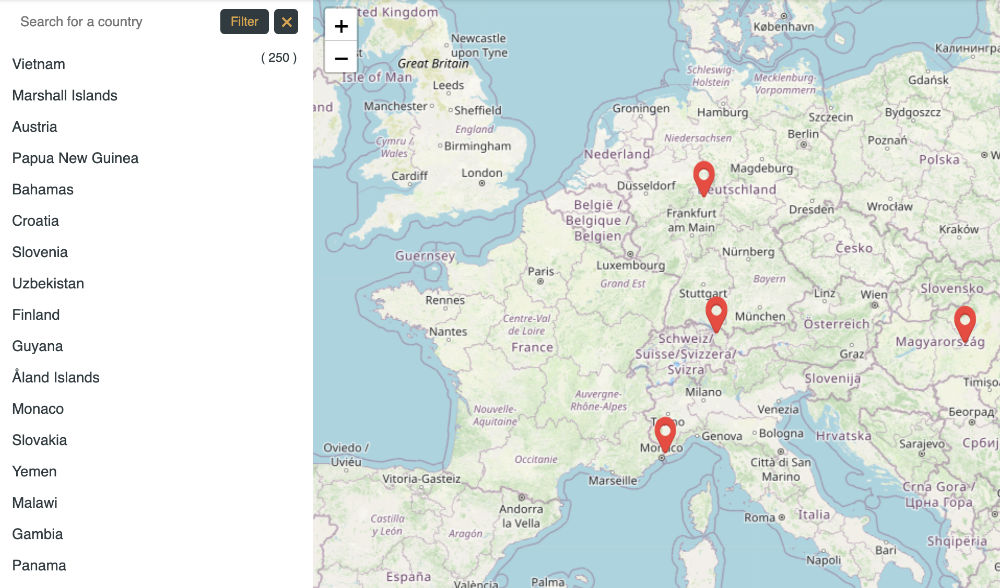 Search for a country
Filter
( 250 )
Vietnam
Marshall Islands
Austria
Papua New Guinea
Bahamas
Croatia
Slovenia
Uzbekistan
Finland
Guyana
Åland Islands
Monaco
Slovakia
Yemen
Malawi
Gambia
Panama
+
−
ted Kingdom
København
Newcastle
upon Tyne
Калининград
Great Britain
Isle of Man
Leeds
Schleswig-
Holstein
Mecklenburg-
Vorpommern
Gdańsk
Manchester
Sheffield
Groningen
Hamburg
Szczecin
Bydgoszcz
England
Cymru /
Wales
Birmingham
Niedersachsen
Berlin
Poznań
Nederland
Polska
Cardiff
London
Magdeburg
Düsseldorf
Deutschland
België /
Belgique /
Belgien
Frankfurt
am Main
Dresden
Wrocław
Kraków
Guernsey
Luxembourg
Nürnberg
Česko
Paris
Grand Est
Bayern
Slovensko
Rennes
Stuttgart
Linz
Wien
Nantes
Centre-Val
de Loire
München
Österreich
France
Schweiz/
Suisse/Svizzera/
Svizra
Magyarország
Graz
Slovenija
Milano
Nouvelle-
Aquitaine
Auvergne-
Rhône-Alpes
Venezia
Београд
Monaco
Genova
Bologna
Hrvatska
Sarajevo
Oviedo /
Uviéu
Occitanie
Città di San
Marino
Vitoria-Gasteiz
Marseille
Crna Gora /
Црна Гора
Andorra
la Vella
Castilla
y León
Aragón
Roma
Italia
Shqipëria
España
Napoli
Bari
València
Palma